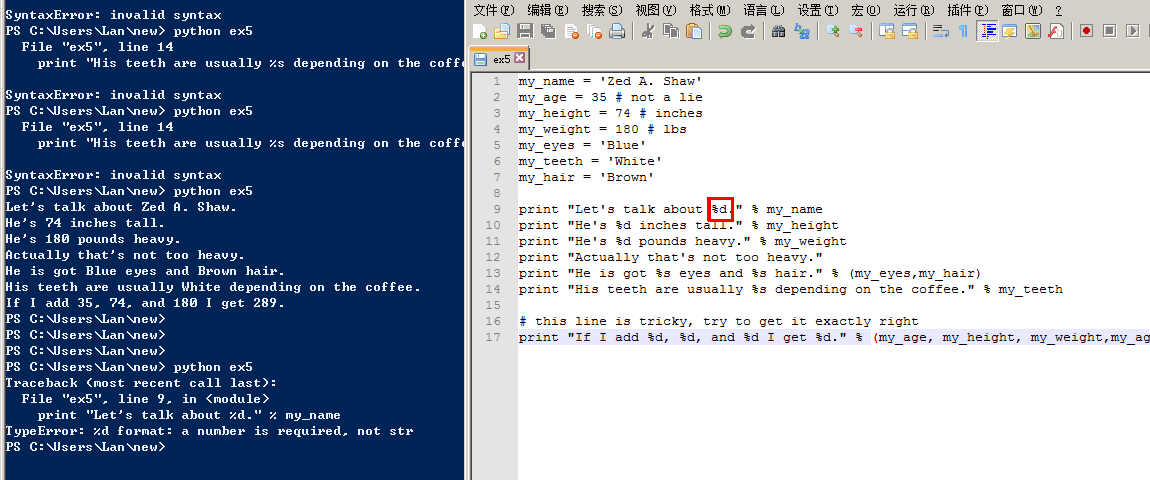 SyntaxError: invalid syntax
PS C:\Users\Lan\new> python ex5
  File "ex5", line 14
    print "His teeth are usually %s depending on the coffe
SyntaxError: invalid syntax
PS C:\Users\Lan\new> python ex5
  File "ex5", line 14
    print "His teeth are usually %s depending on the coffe
SyntaxError: invalid syntax
PS C:\Users\Lan\new> python ex5
Let's talk about Zed A. Shaw.
He's 74 inches tall.
He's 180 pounds heavy.
Actually that's not too heavy.
He is got Blue eyes and Brown hair.
His teeth are usually White depending on the coffee.
If I add 35, 74, and 180 I get 289.
PS C:\Users\Lan\new>
PS C:\Users\Lan\new>
PS C:\Users\Lan\new>
PS C:\Users\Lan\new> python ex5
Traceback (most recent call last):
  File "ex5", line 9, in <module>
    print "Let's talk about %d." % my_name
TypeError: %d format: a number is required, not str
PS C:\Users\Lan\new>
文件(F) 编辑(E) 搜索(S) 视图(V) 格式(M) 语言(L) 设置(T) 宏(O) 运行(R) 插件(P) 窗口(W) ?
ex5
1 my_name = 'Zed A. Shaw'
2 my_age = 35 # not a lie
3 my_height = 74 # inches
4 my_weight = 180 # lbs
5 my_eyes = 'Blue'
6 my_teeth = 'White'
7 my_hair = 'Brown'
8
9 print "Let's talk about %d." % my_name
10 print "He's %d inches tall." % my_height
11 print "He's %d pounds heavy." % my_weight
12 print "Actually that's not too heavy."
13 print "He is got %s eyes and %s hair." % (my_eyes,my_hair)
14 print "His teeth are usually %s depending on the coffee." % my_teeth
15
16 # this line is tricky, try to get it exactly right
17 print "If I add %d, %d, and %d I get %d." % (my_age, my_height, my_weight,my_ag